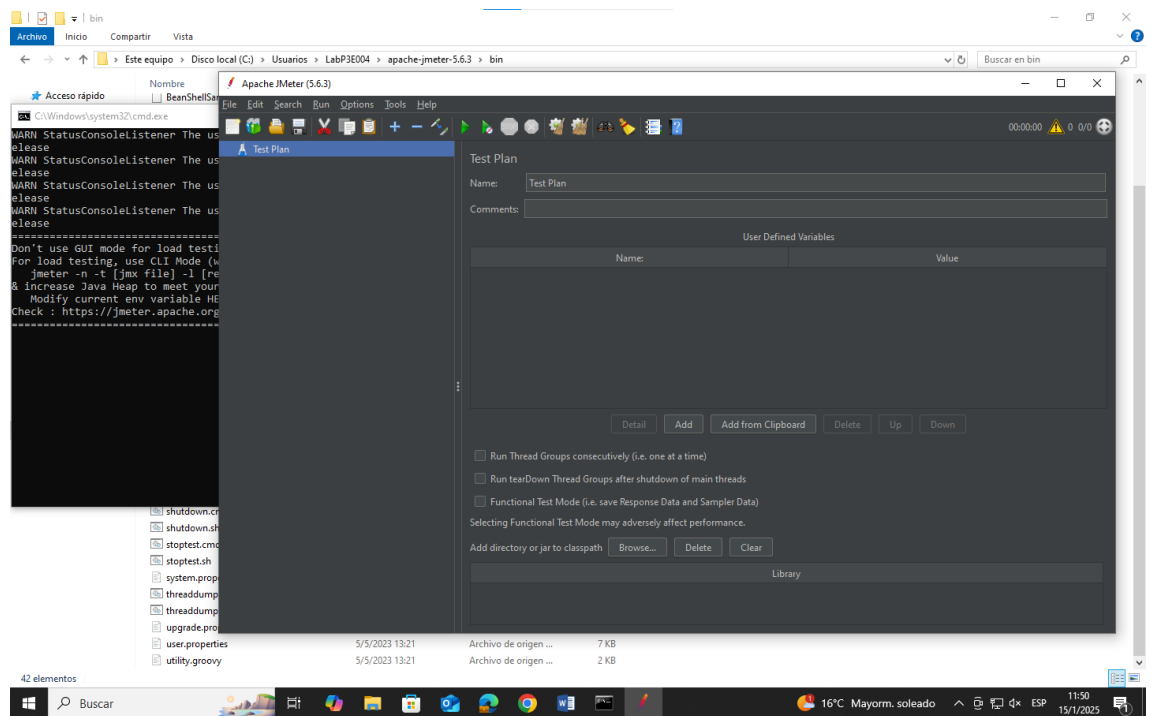 bin
Archivo Inicio Compartir Vista
Este equipo > Disco local (C:) > Usuarios > LabP3E004 > apache-jmeter-5.6.3 > bin
Buscar en bin
Nombre
Acceso rápido
BeanShellSar
C:\Windows\system32\cmd.exe
WARN StatusConsoleListener The us
elease
WARN StatusConsoleListener The us
elease
WARN StatusConsoleListener The us
elease
WARN StatusConsoleListener The us
elease
================================
Don't use GUI mode for load testi
For load testing, use CLI Mode (w
jmeter -n -t [jmx file] -l [re
& increase Java Heap to meet your
Modify current env variable HE
Check : https://jmeter.apache.org
================================
Apache JMeter (5.6.3)
File Edit Search Run Options Tools Help
00:00:00 0 0/0
Test Plan
Test Plan
Name: Test Plan
Comments:
User Defined Variables
Name: Value
Detail Add Add from Clipboard Delete Up Down
Run Thread Groups consecutively (i.e. one at a time)
Run tearDown Thread Groups after shutdown of main threads
Functional Test Mode (i.e. save Response Data and Sampler Data)
Selecting Functional Test Mode may adversely affect performance.
Add directory or jar to classpath Browse... Delete Clear
Library
shutdown.cr
shutdown.sh
stoptest.cmd
stoptest.sh
system.prop
threaddump
threaddump
upgrade.pro
user.properties 5/5/2023 13:21 Archivo de origen ... 7 KB
utility.groovy 5/5/2023 13:21 Archivo de origen ... 2 KB
42 elementos
Buscar
16°C Mayorm. soleado
ESP
11:50
15/1/2025
1